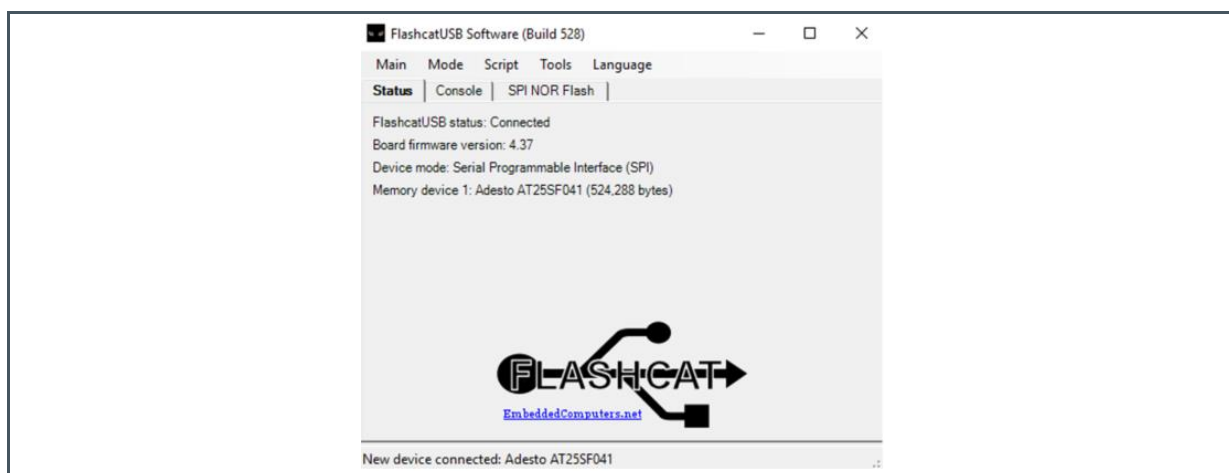 FlashcatUSB Software (Build 528)
Main Mode Script Tools Language
Status Console SPI NOR Flash
FlashcatUSB status: Connected
Board firmware version: 4.37
Device mode: Serial Programmable Interface (SPI)
Memory device 1: Adesto AT25SF041 (524,288 bytes)
FLASHCAT
EmbeddedComputers.net
New device connected: Adesto AT25SF041